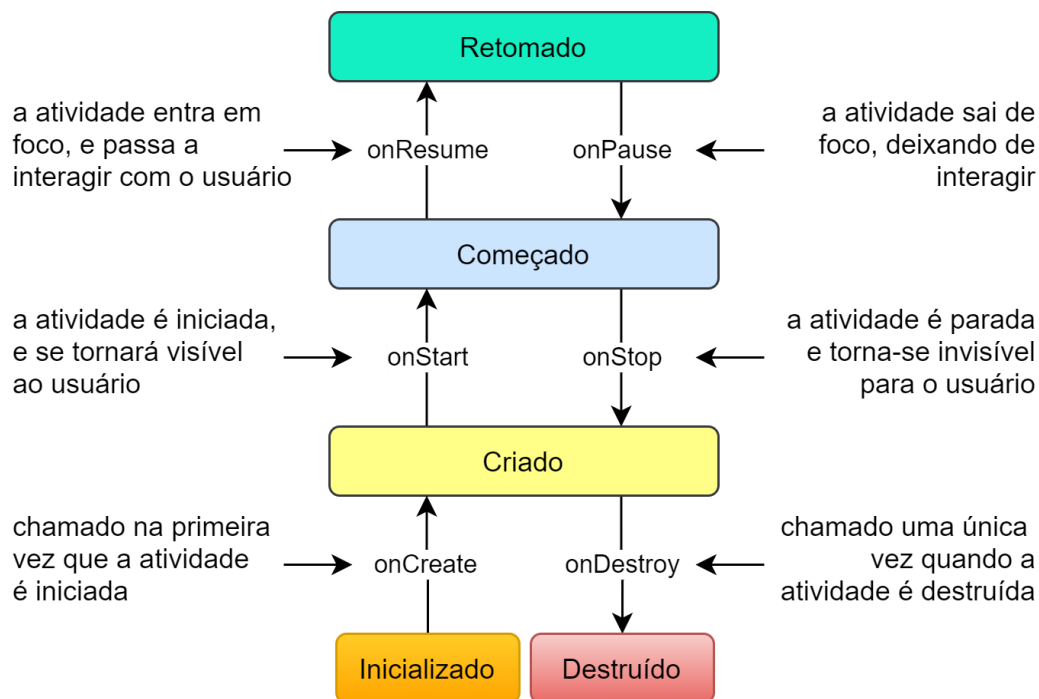 Retomado
a atividade entra em
foco, e passa a
interagir com o usuário
onResume
onPause
a atividade sai de
foco, deixando de
interagir
Começado
a atividade é iniciada,
e se tornará visível
ao usuário
onStart
onStop
a atividade é parada
e torna-se invisível
para o usuário
Criado
chamado na primeira
vez que a atividade
é iniciada
onCreate
onDestroy
chamado uma única
vez quando a
atividade é destruída
Inicializado
Destruído